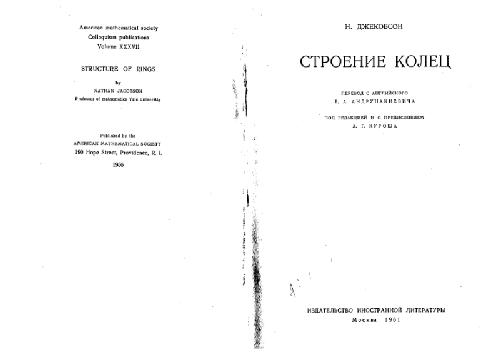 American mathematical society
Colloquium publications
Volume XXXVII
STRUCTURE OF RINGS
by
NATHAN JACOBSON
Professor of mathematics Yale university
Published by the
AMERICAN MATHEMATICAL SOCIETY
190 Hope Street, Providence, R. I.
1956
Н. ДЖЕКОБСОН
СТРОЕНИЕ КОЛЕЦ
ПЕРЕВОД С АНГЛИЙСКОГО
В. А. АНДРУНАКИЕВИЧА
ПОД РЕДАКЦИЕЙ И С ПРЕДИСЛОВИЕМ
А. Г. КУРОША
ИЗДАТЕЛЬСТВО ИНОСТРАННОЙ ЛИТЕРАТУРЫ
Москва 1961